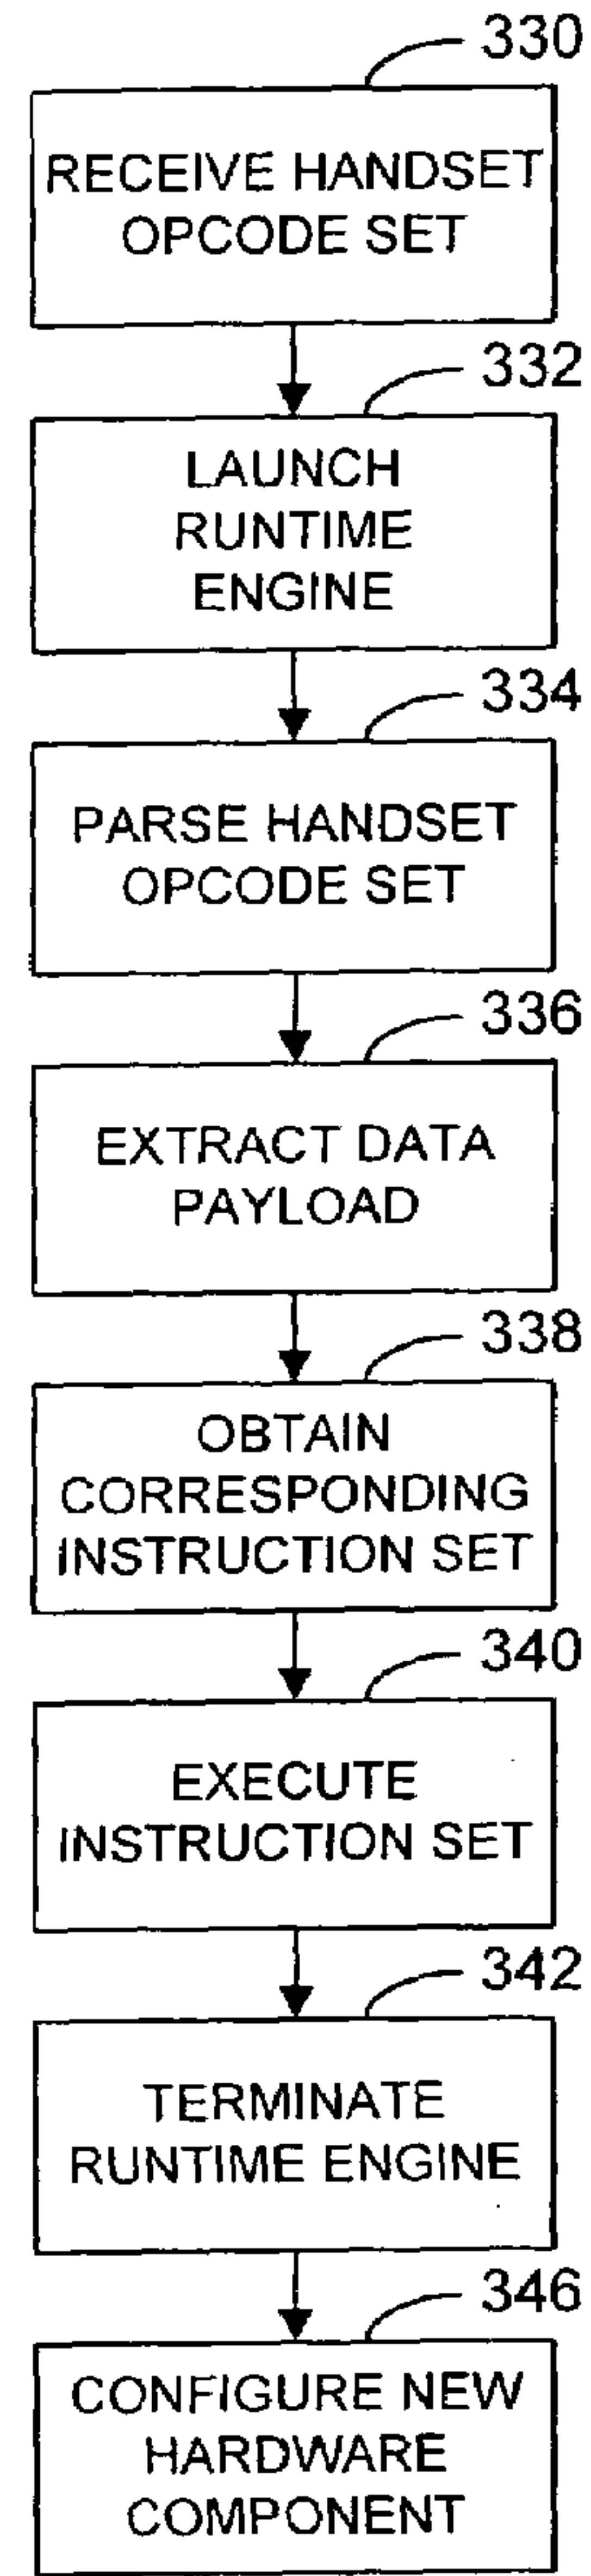 330
RECEIVE HANDSET
OPCODE SET
332
LAUNCH
RUNTIME
ENGINE
334
PARSE HANDSET
OPCODE SET
336
EXTRACT DATA
PAYLOAD
338
OBTAIN
CORRESPONDING
INSTRUCTION SET
340
EXECUTE
INSTRUCTION SET
342
TERMINATE
RUNTIME ENGINE
346
CONFIGURE NEW
HARDWARE
COMPONENT